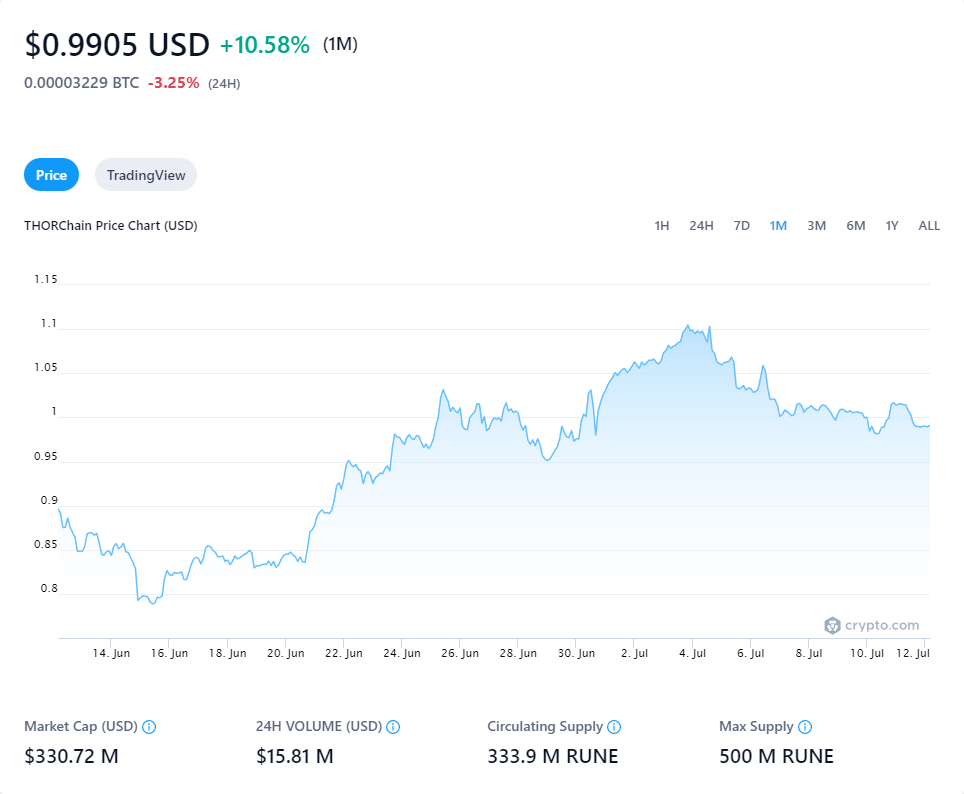 $0.9905 USD +10.58% (1M)
0.00003229 BTC -3.25% (24H)
Price TradingView
THORChain Price Chart (USD) 1H 24H 7D 1M 3M 6M 1Y ALL
1.15
1.1
1.05
1
0.95
0.9
0.85
0.8
crypto.com
14. Jun 16. Jun 18. Jun 20. Jun 22. Jun 24. Jun 26. Jun 28. Jun 30. Jun 2. Jul 4. Jul 6. Jul 8. Jul 10. Jul 12. Jul
Market Cap (USD) 24H VOLUME (USD) Circulating Supply Max Supply
$330.72 M $15.81 M 333.9 M RUNE 500 M RUNE